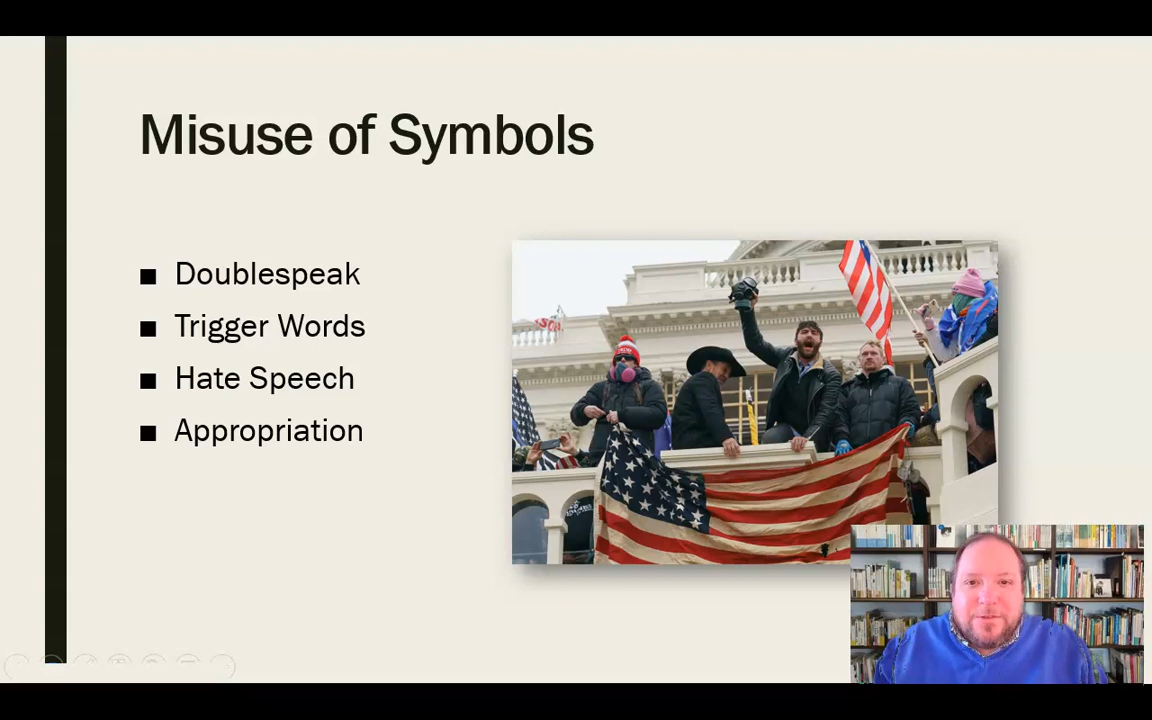 Misuse of Symbols
■ Doublespeak
■ Trigger Words
■ Hate Speech
■ Appropriation